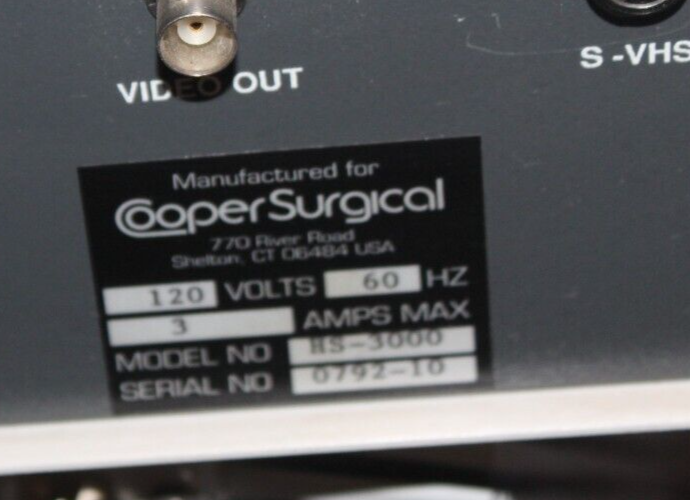 VIDEO OUT
S-VHS
Manufactured for
CooperSurgical
770 River Road
Shelton, CT 06484 USA
120 VOLTS 60 HZ
3 AMPS MAX
MODEL NO HS-3000
SERIAL NO 0792-10